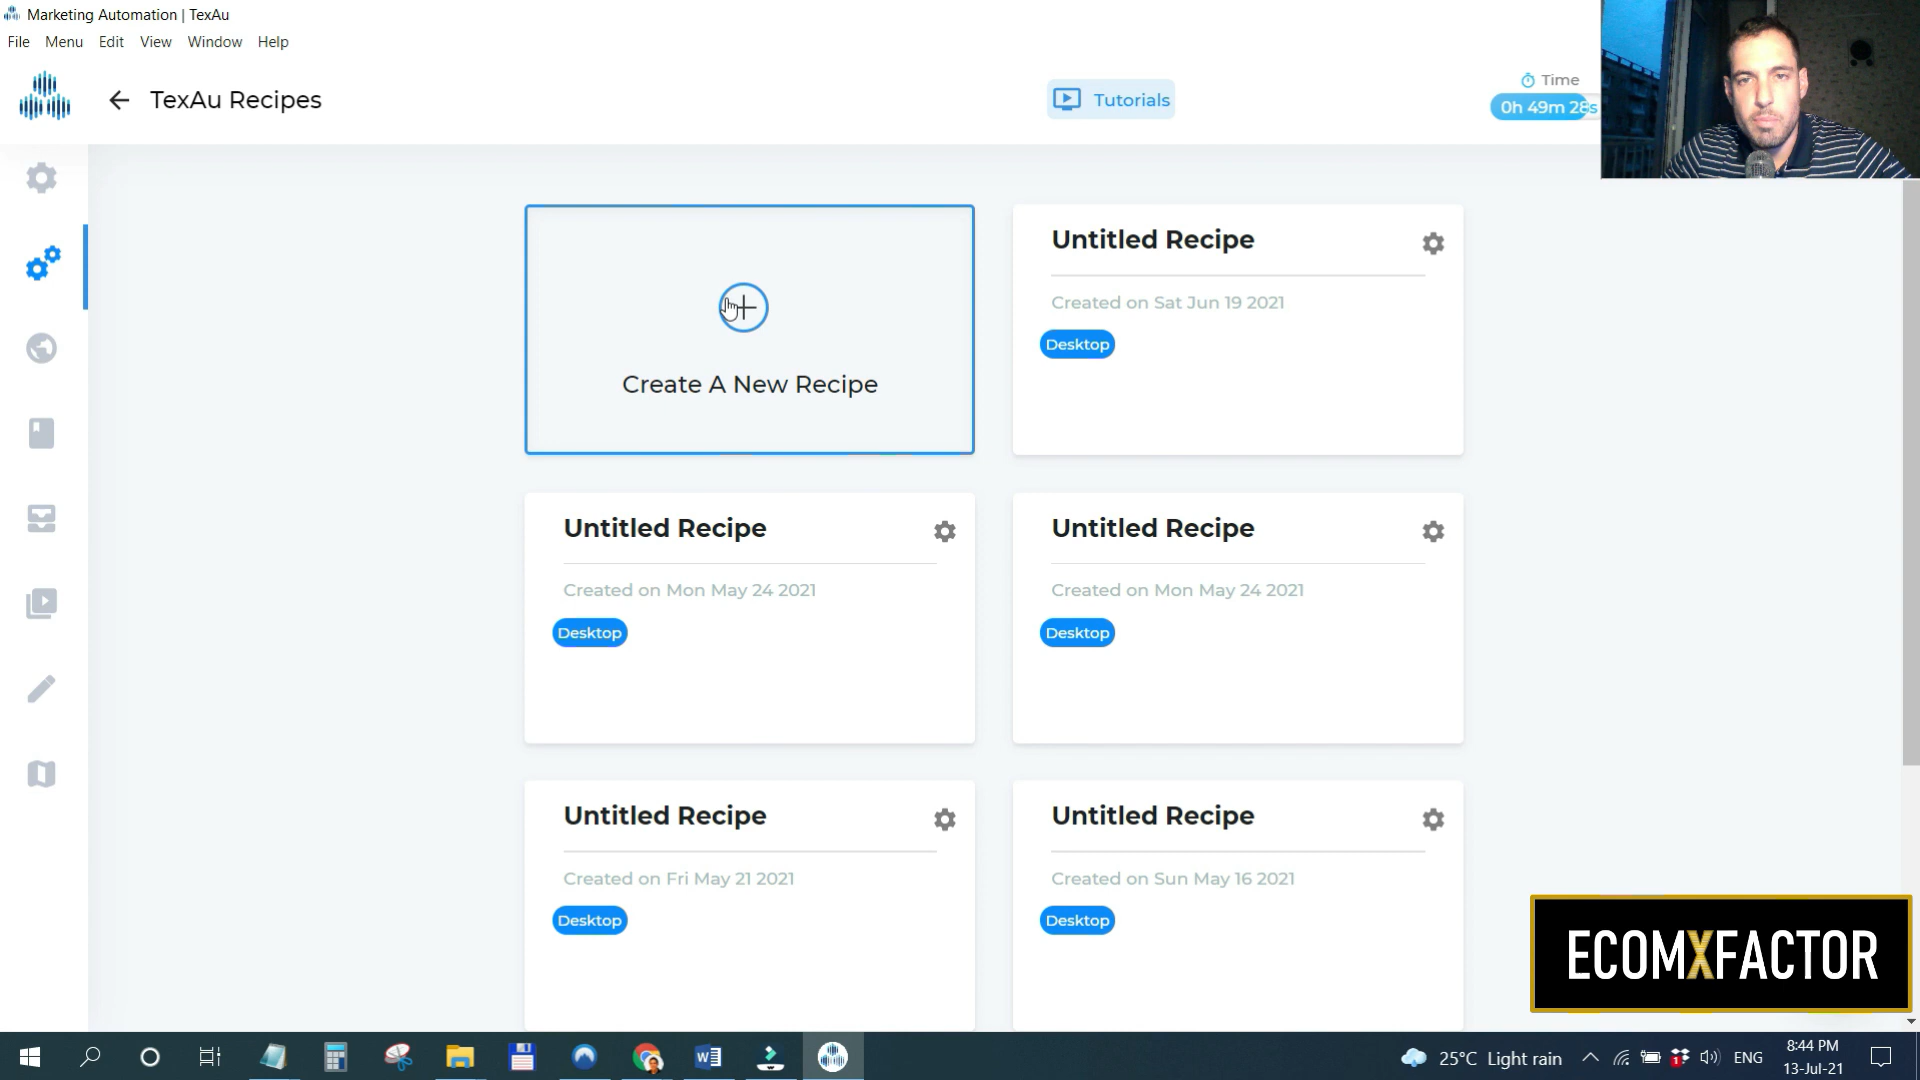 Marketing Automation | TexAu
File Menu Edit View Window Help
TexAu Recipes
Tutorials
Time
0h 49m 28s
Create A New Recipe
Untitled Recipe
Created on Sat Jun 19 2021
Desktop
Untitled Recipe
Created on Mon May 24 2021
Desktop
Untitled Recipe
Created on Mon May 24 2021
Desktop
Untitled Recipe
Created on Fri May 21 2021
Desktop
Untitled Recipe
Created on Sun May 16 2021
Desktop
ECOMXFACTOR
25°C Light rain
ENG
8:44 PM
13-Jul-21